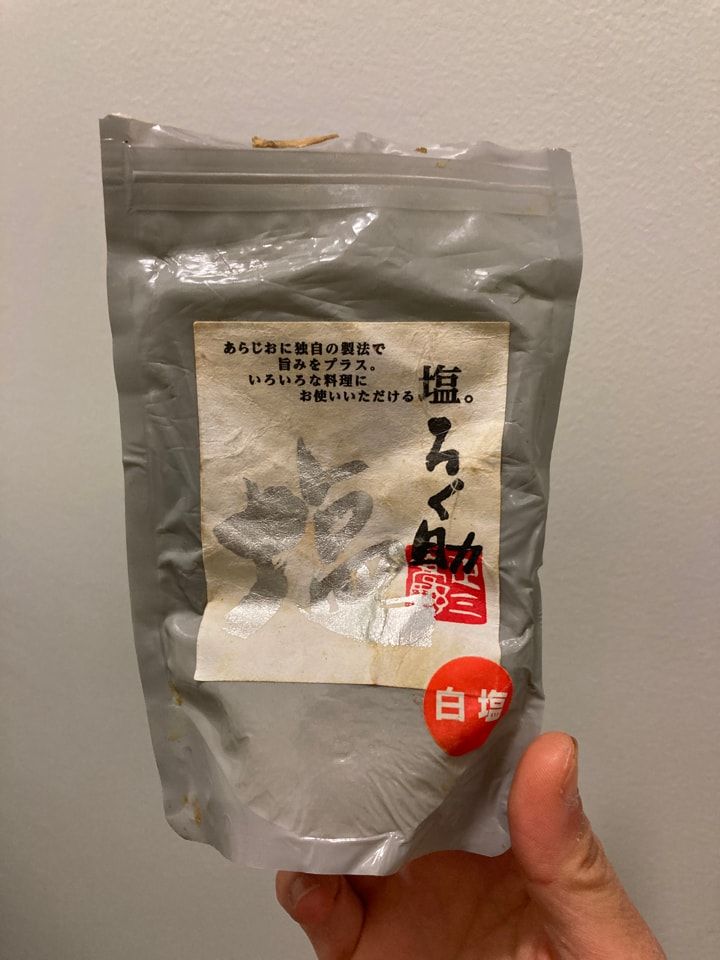 あらじおに独自の製法で
旨みをプラス。
いろいろな料理に
お使いいただける、塩。
ろく助
塩
白塩